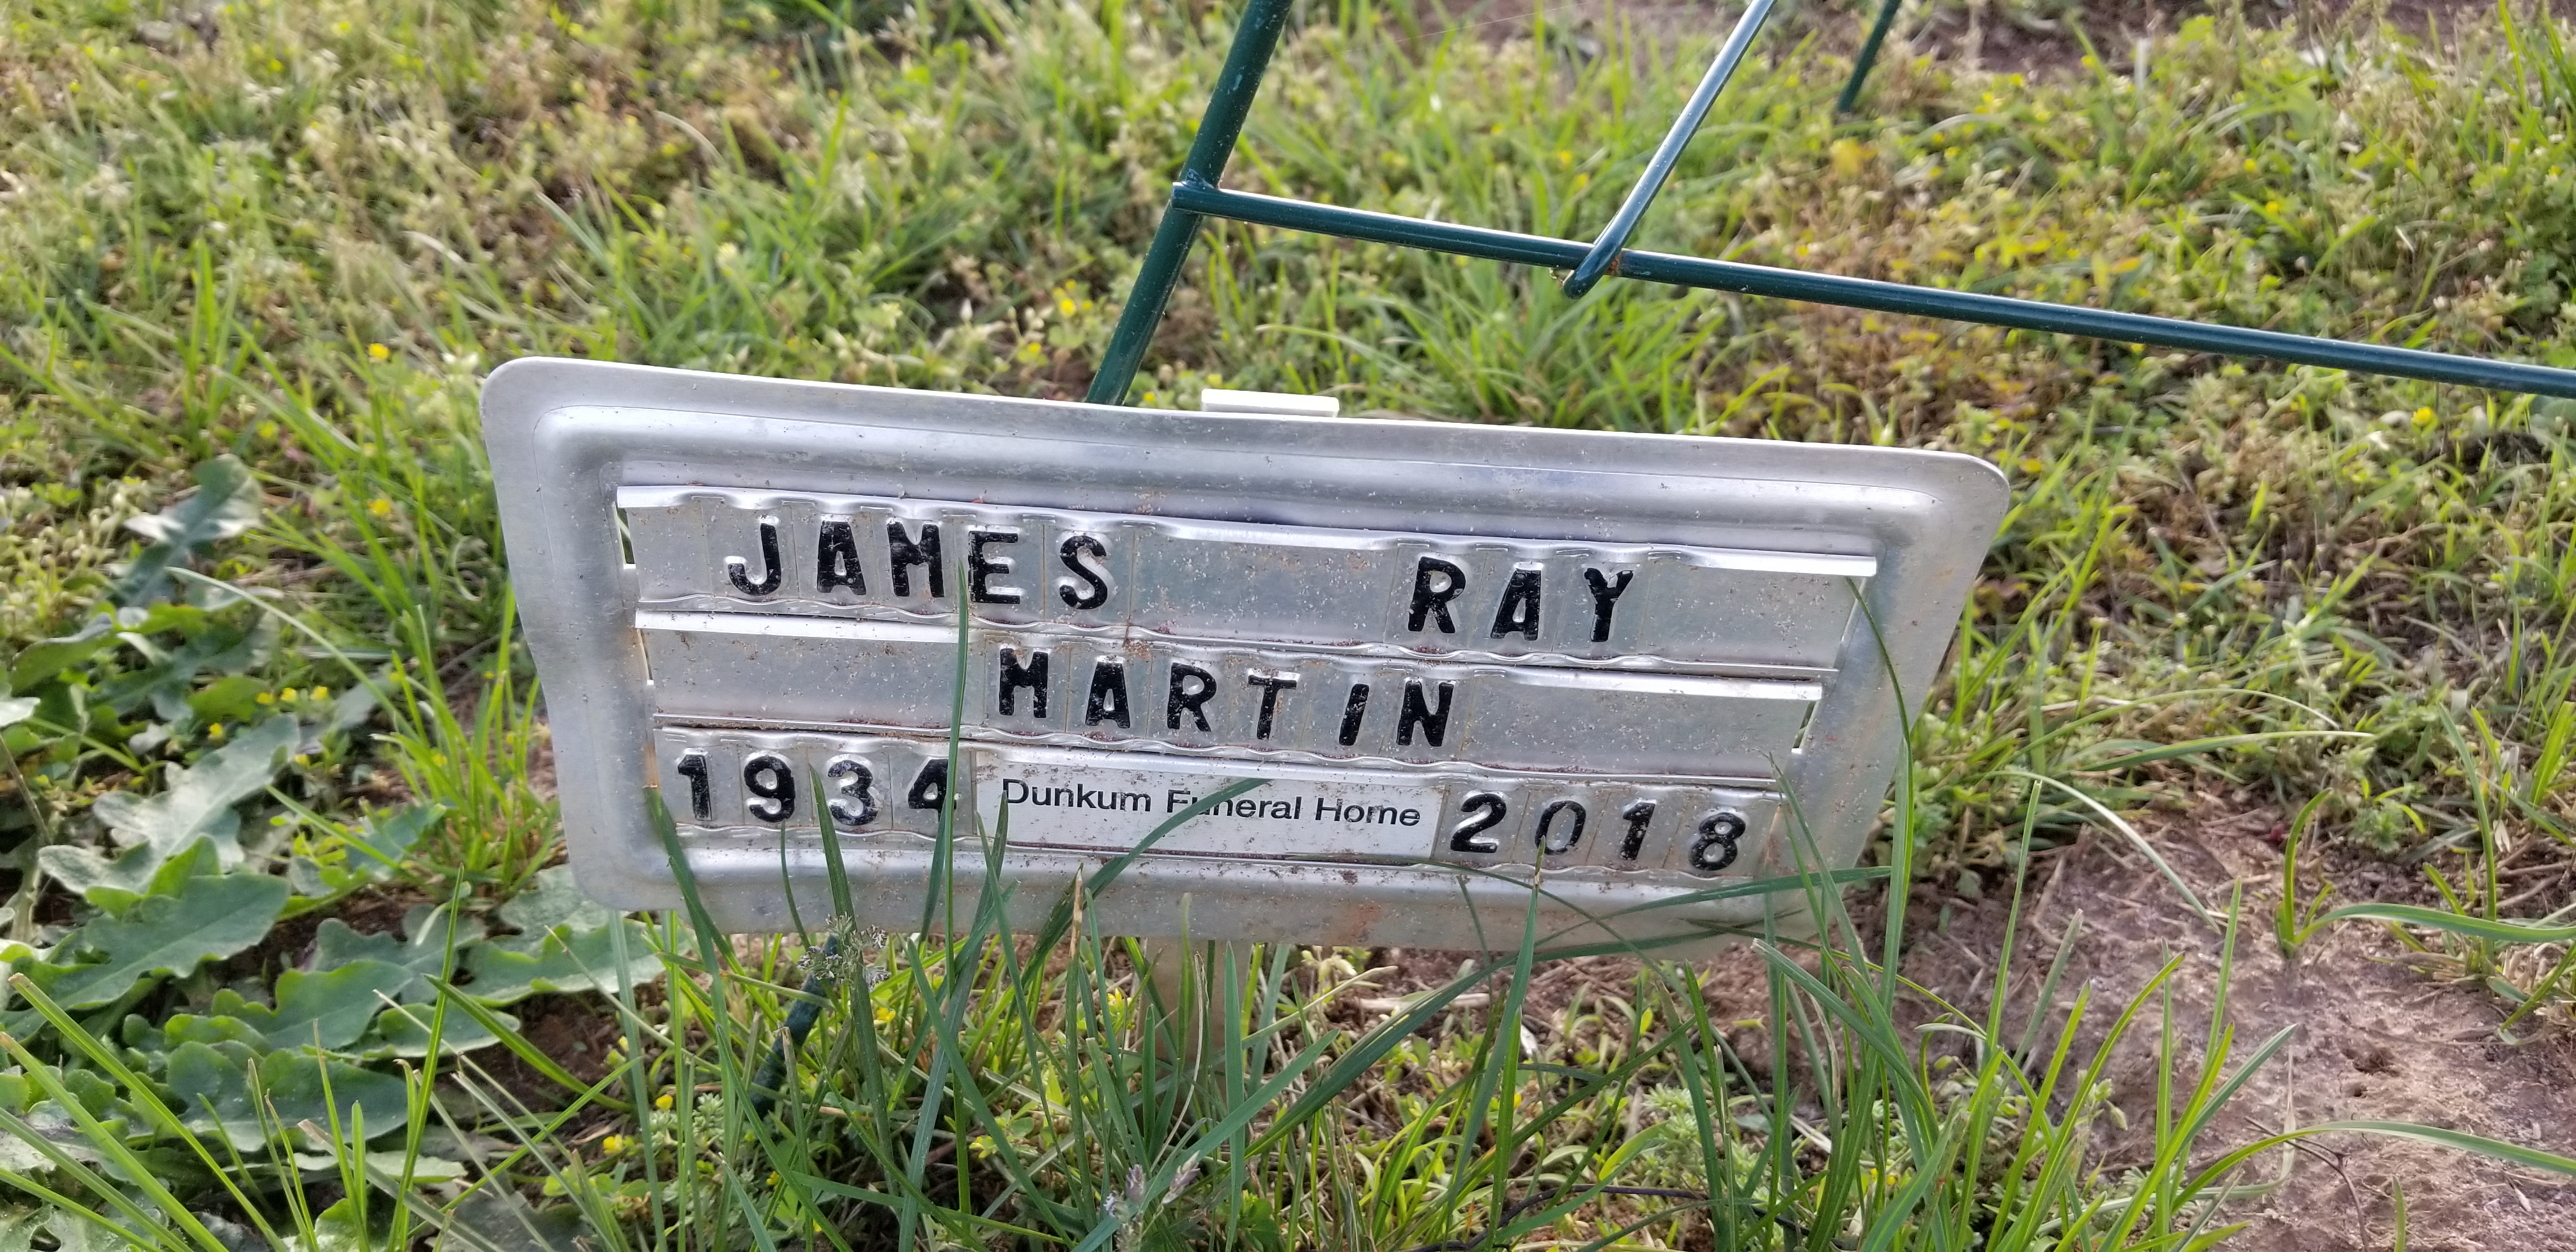 JAMES RAY
MARTIN
1934 Dunkum Funeral Home 2018